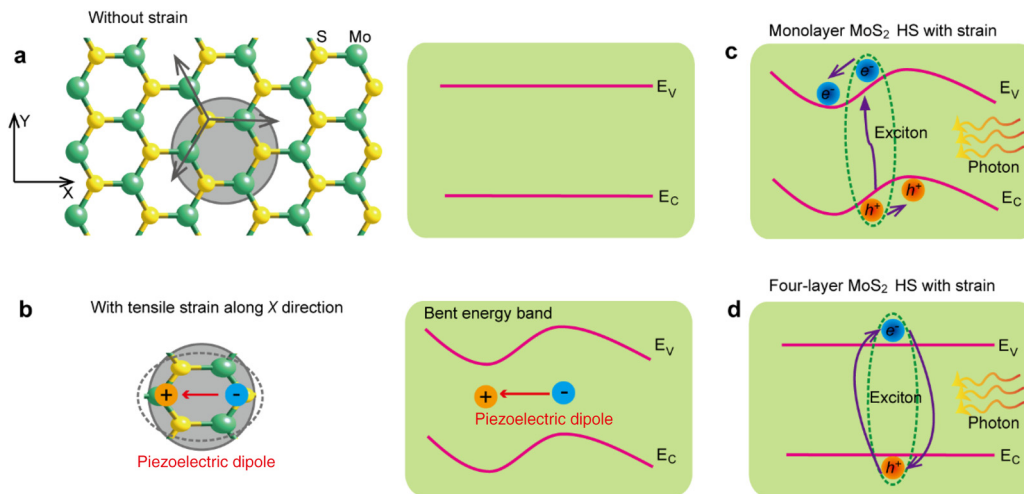 Without strain
a
S
Mo
Y
X
E_V
E_C
b
With tensile strain along X direction
+
-
Piezoelectric dipole
Bent energy band
E_V
+
-
Piezoelectric dipole
E_C
Monolayer MoS₂ HS with strain
c
e⁻
e⁻
E_V
Exciton
Photon
h⁺
h⁺
E_C
Four-layer MoS₂ HS with strain
d
e⁻
E_V
Exciton
Photon
h⁺
E_C